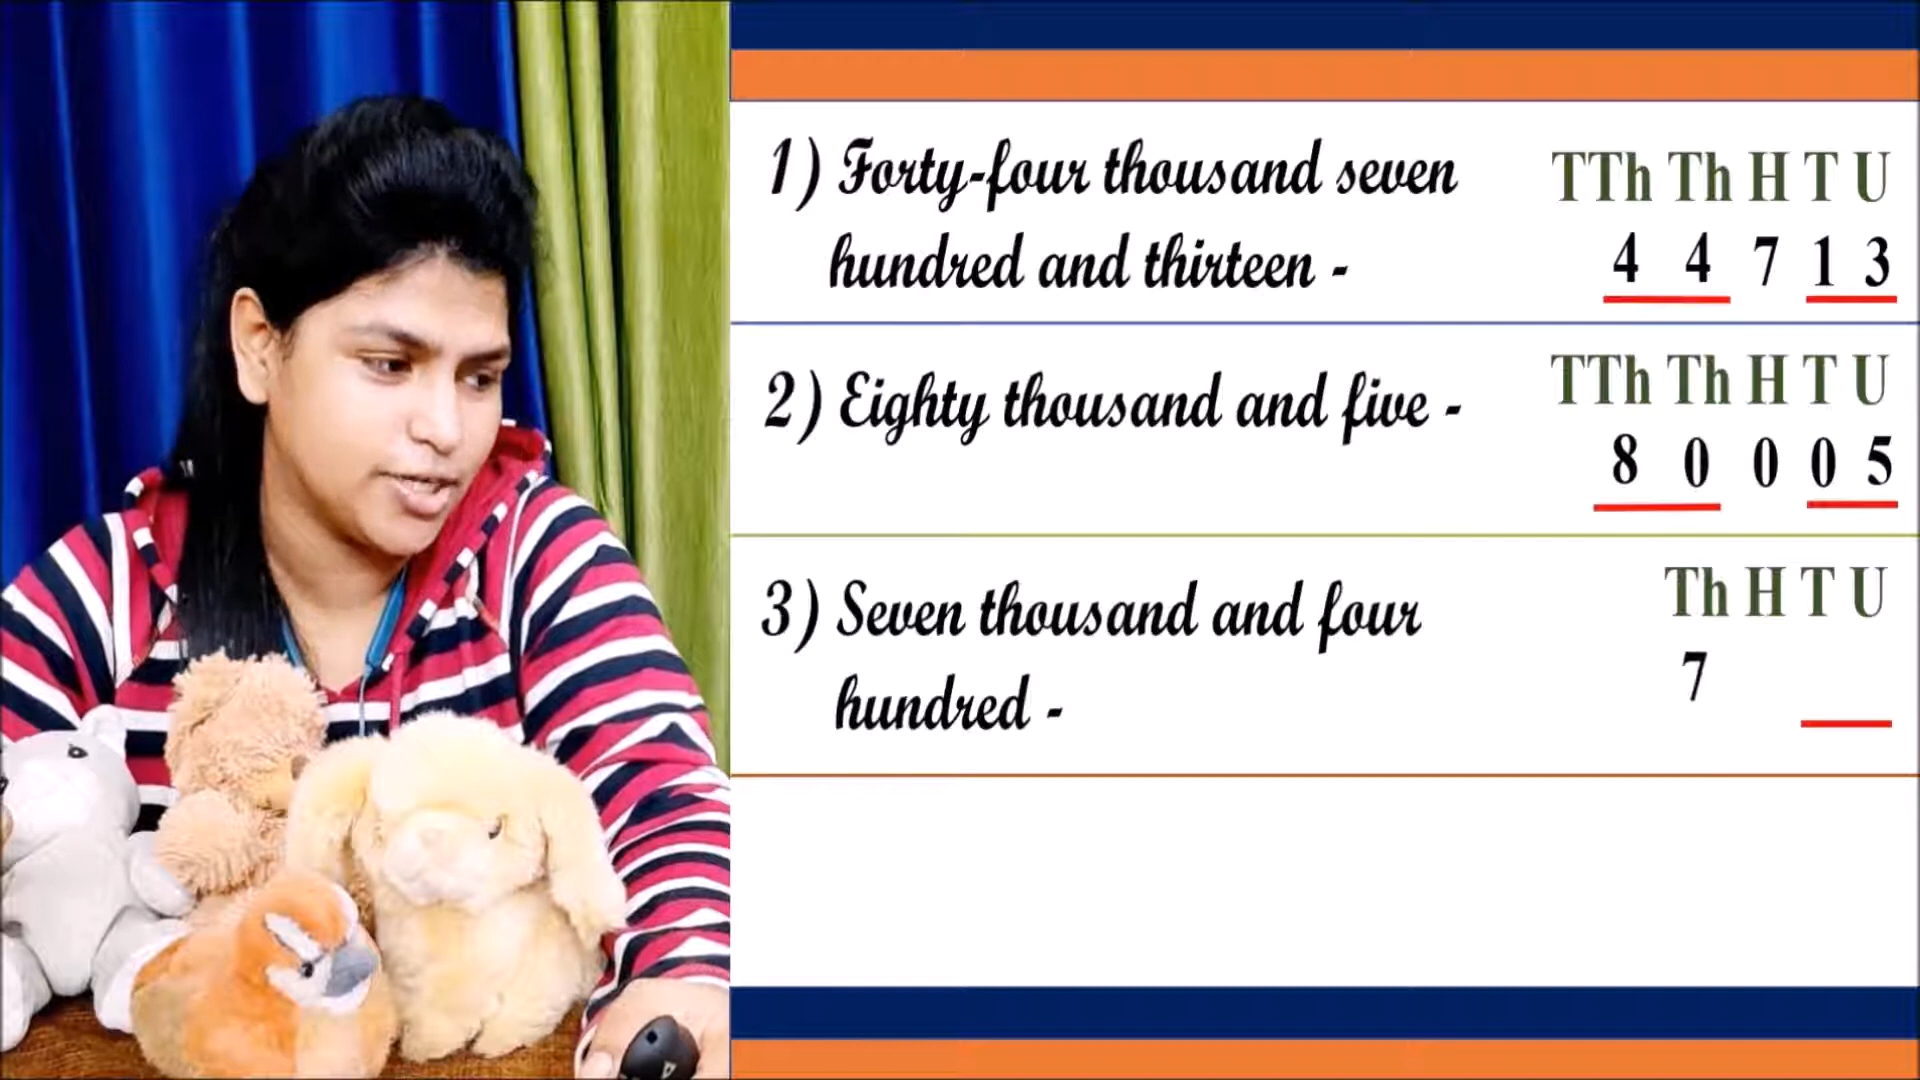 1) Forty-four thousand seven
hundred and thirteen -
TTh Th H T U
4 4 7 1 3
2) Eighty thousand and five -
TTh Th H T U
8 0 0 0 5
3) Seven thousand and four
hundred -
Th H T U
7